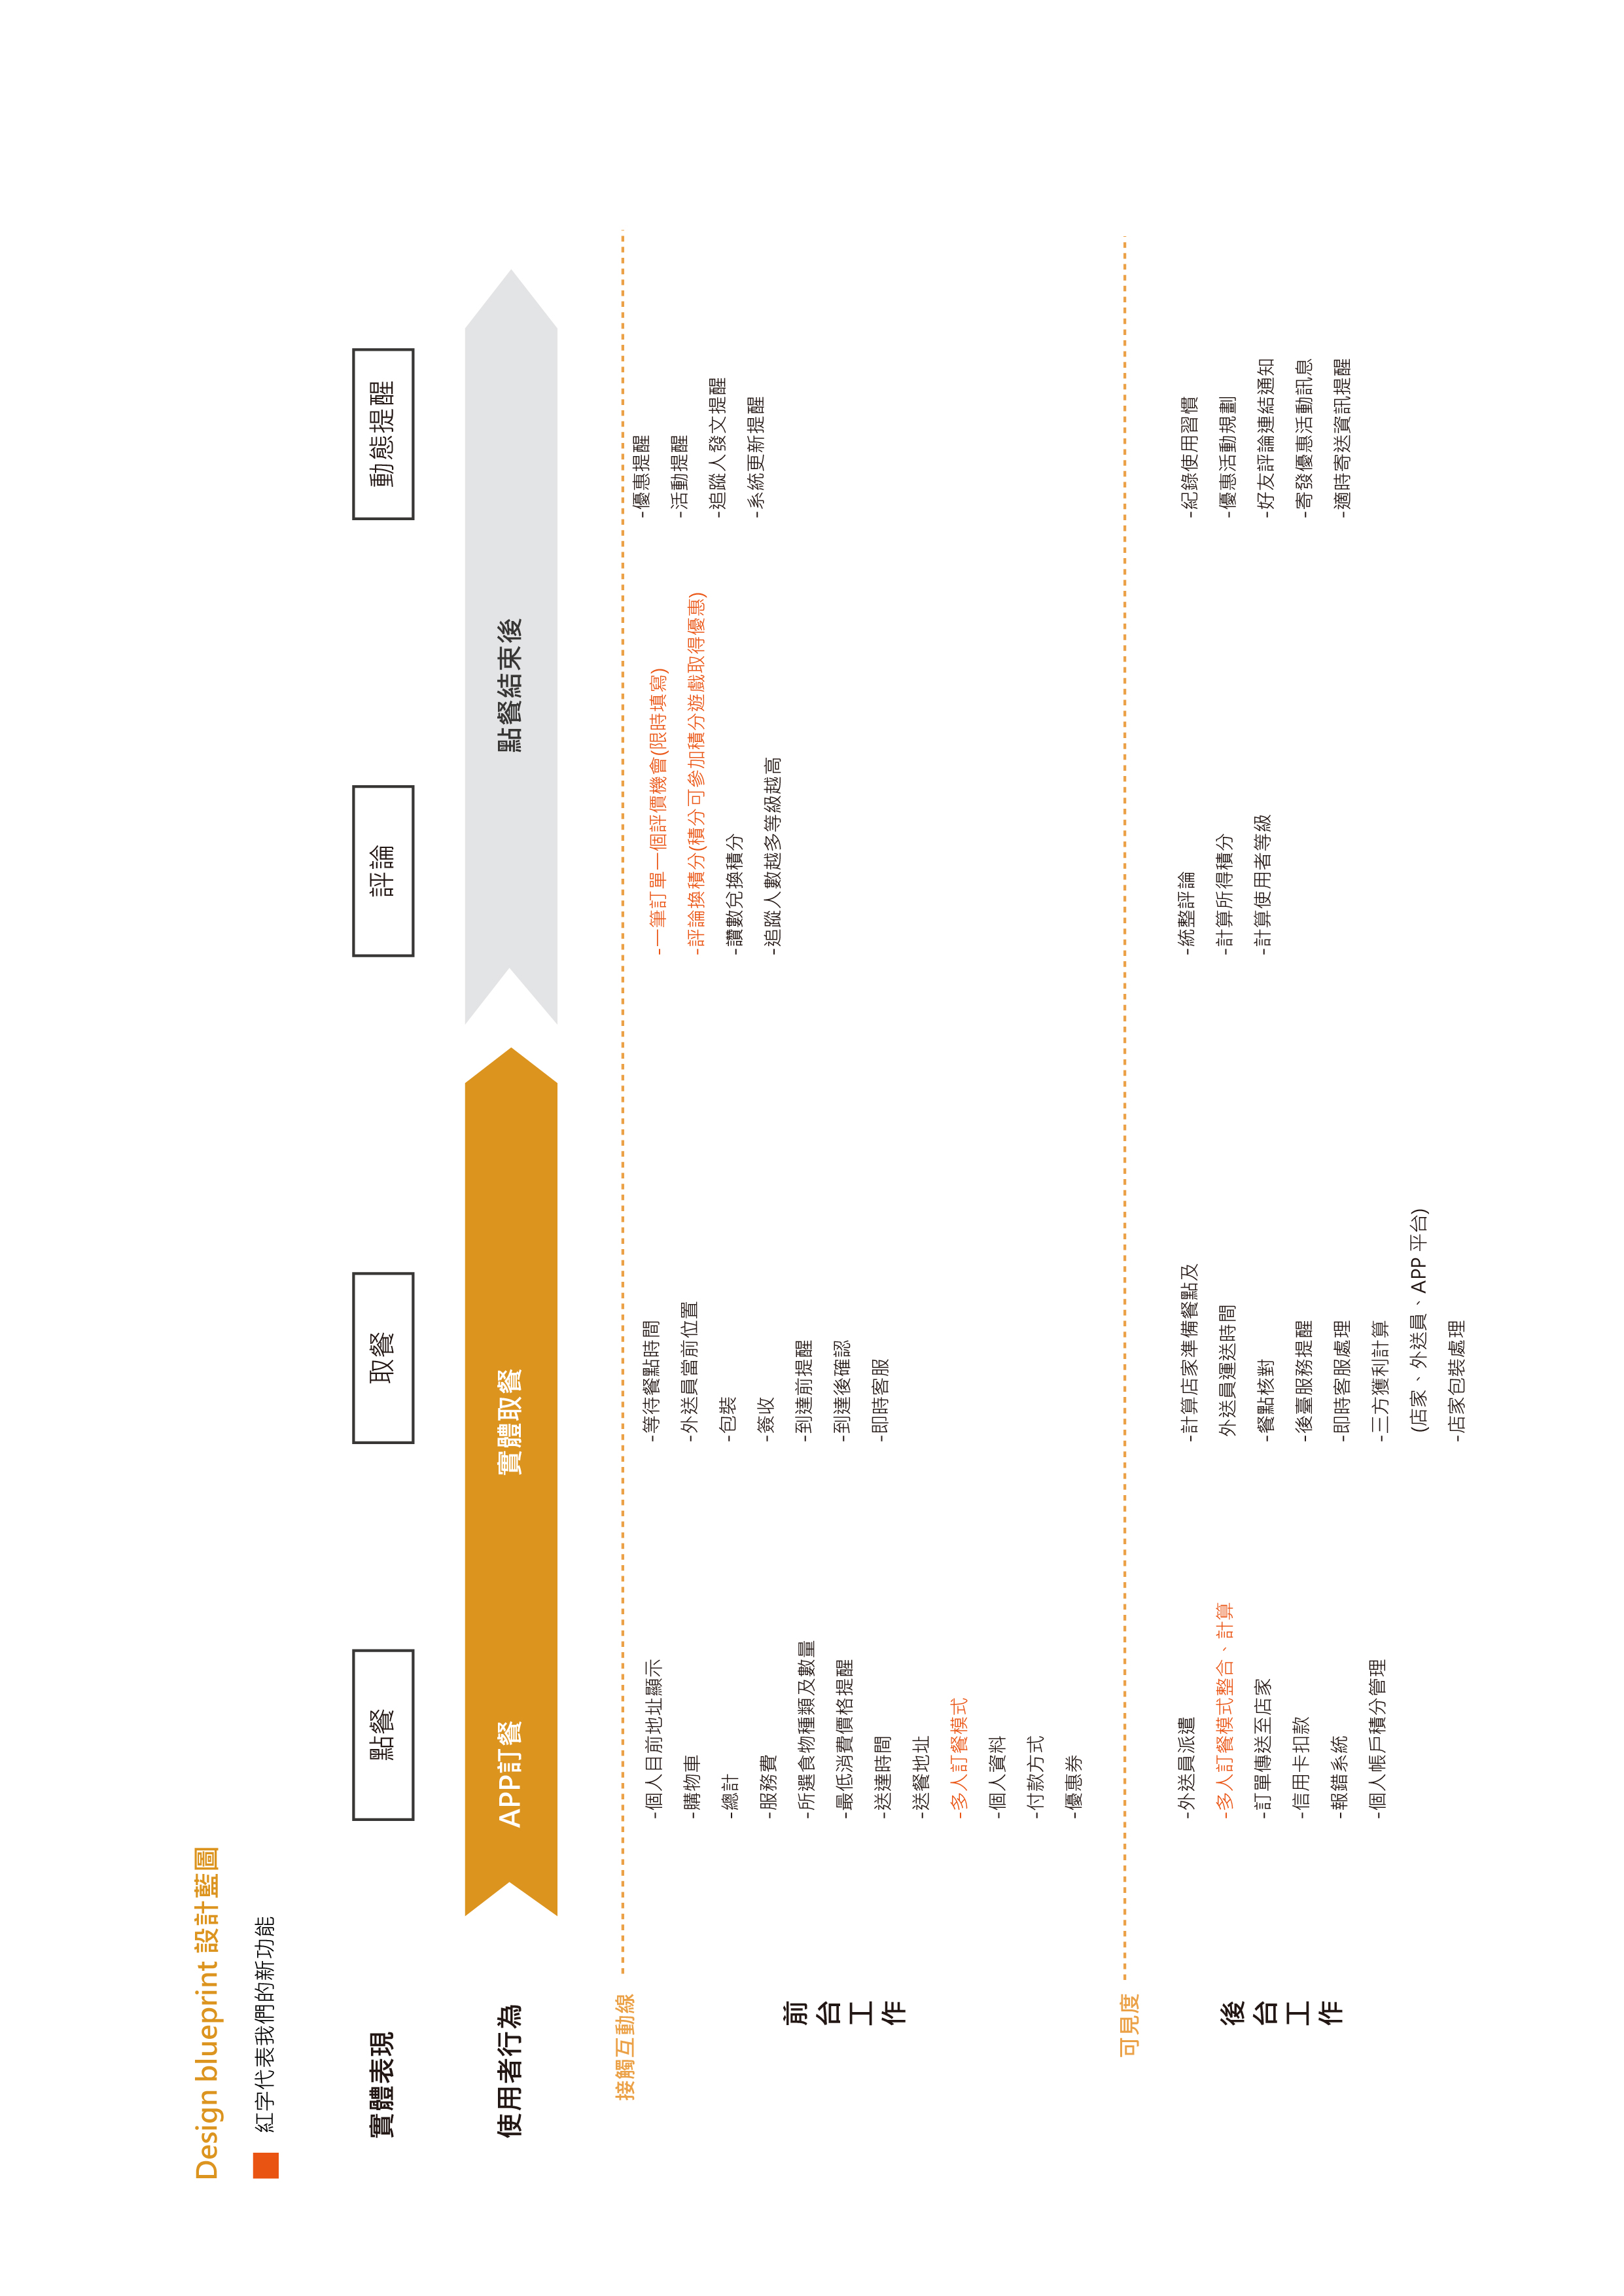 Design blueprint 設計藍圖
紅字代表我們的新功能
實體表現
點餐
取餐
評論
動態提醒
使用者行為
APP訂餐
實體取餐
點餐結束後
接觸互動線
前台工作
-個人目前地址顯示
-購物車
-總計
-服務費
-所選食物種類及數量
-最低消費價格提醒
-送達時間
-送餐地址
-多人訂餐模式
-個人資料
-付款方式
-優惠券
-等待餐點時間
-外送員當前位置
-包裝
-簽收
-到達前提醒
-到達後確認
-即時客服
-一筆訂單一個評價機會(限時填寫)
-評論換積分(積分可參加積分遊戲取得優惠)
-讚數兌換積分
-追蹤人數越多等級越高
-優惠提醒
-活動提醒
-追蹤人發文提醒
-系統更新提醒
可見度
後台工作
-外送員派遣
-多人訂餐模式整合、計算
-訂單傳送至店家
-信用卡扣款
-報錯系統
-個人帳戶積分管理
-計算店家準備餐點及
外送員運送時間
-餐點核對
-後臺服務提醒
-即時客服處理
-三方獲利計算
(店家、外送員、APP 平台)
-店家包裝處理
-統整評論
-計算所得積分
-計算使用者等級
-紀錄使用習慣
-優惠活動規劃
-好友評論連結通知
-寄發優惠活動訊息
-適時寄送資訊提醒